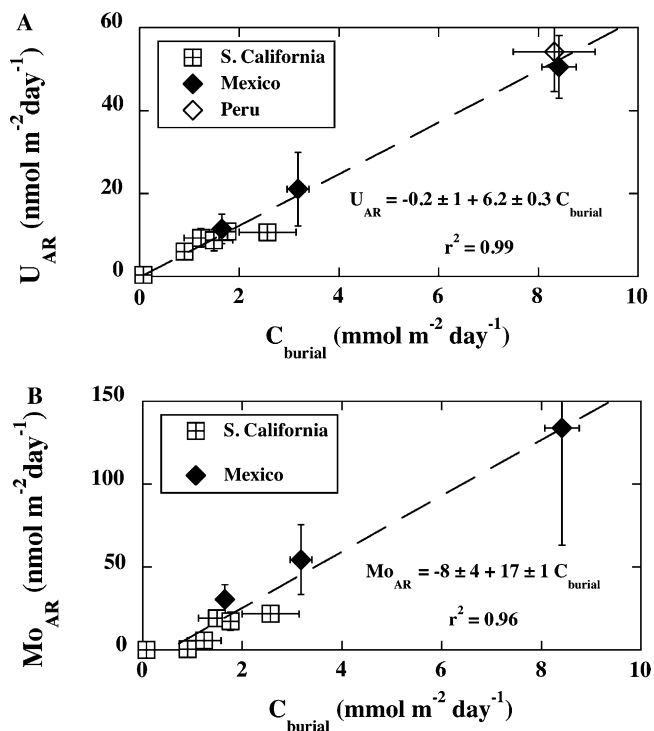 A
60
S. California
Mexico
Peru
40
20
0
U_AR (nmol m^-2 day^-1)
U_AR = -0.2 ± 1 + 6.2 ± 0.3 C_burial
r^2 = 0.99
0 2 4 6 8 10
C_burial (mmol m^-2 day^-1)
B
150
S. California
Mexico
100
50
0
Mo_AR (nmol m^-2 day^-1)
Mo_AR = -8 ± 4 + 17 ± 1 C_burial
r^2 = 0.96
0 2 4 6 8 10
C_burial (mmol m^-2 day^-1)